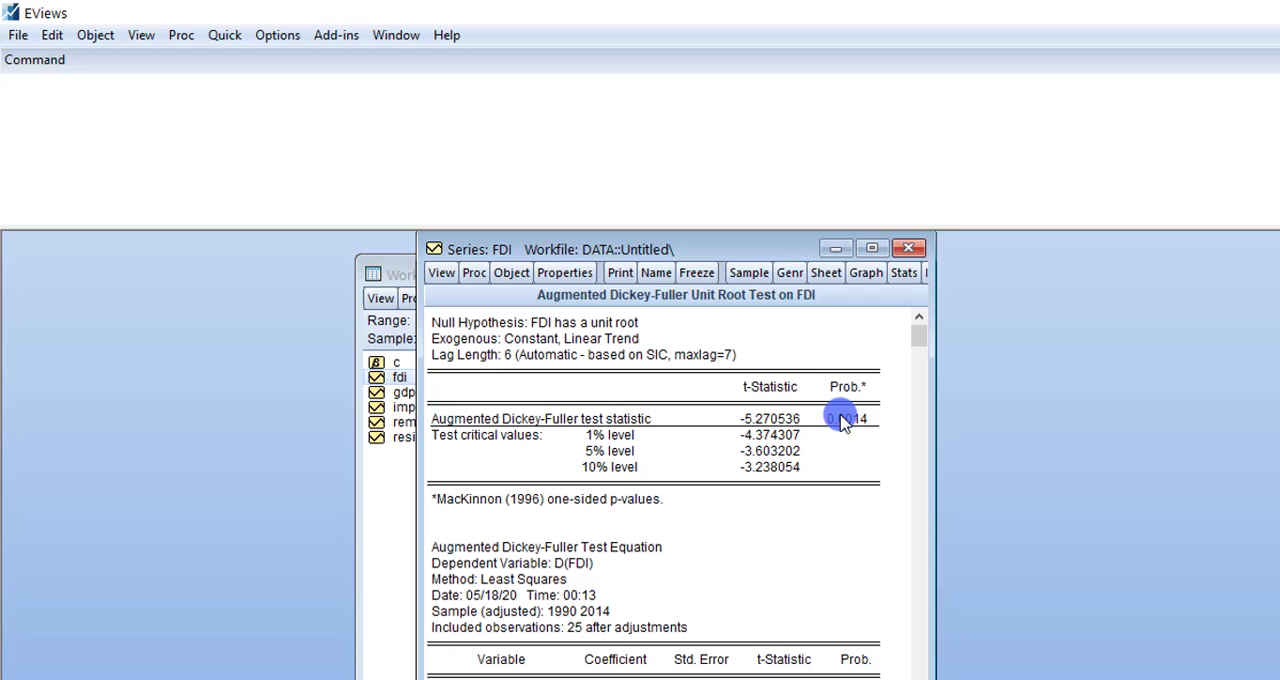 EViews
File Edit Object View Proc Quick Options Add-ins Window Help
Command
Series: FDI Workfile: DATA::Untitled\
View Proc Object Properties Print Name Freeze Sample Genr Sheet Graph Stats
Augmented Dickey-Fuller Unit Root Test on FDI
View
Range:
Sample:
c
fdi
gdp
Null Hypothesis: FDI has a unit root
Exogenous: Constant, Linear Trend
Lag Length: 6 (Automatic - based on SIC, maxlag=7)
t-Statistic Prob.*
Augmented Dickey-Fuller test statistic -5.270536
Test critical values: 1% level -4.374307
5% level -3.603202
10% level -3.238054
*MacKinnon (1996) one-sided p-values.
Augmented Dickey-Fuller Test Equation
Dependent Variable: D(FDI)
Method: Least Squares
Date: 05/18/20 Time: 00:13
Sample (adjusted): 1990 2014
Included observations: 25 after adjustments
Variable Coefficient Std. Error t-Statistic Prob.